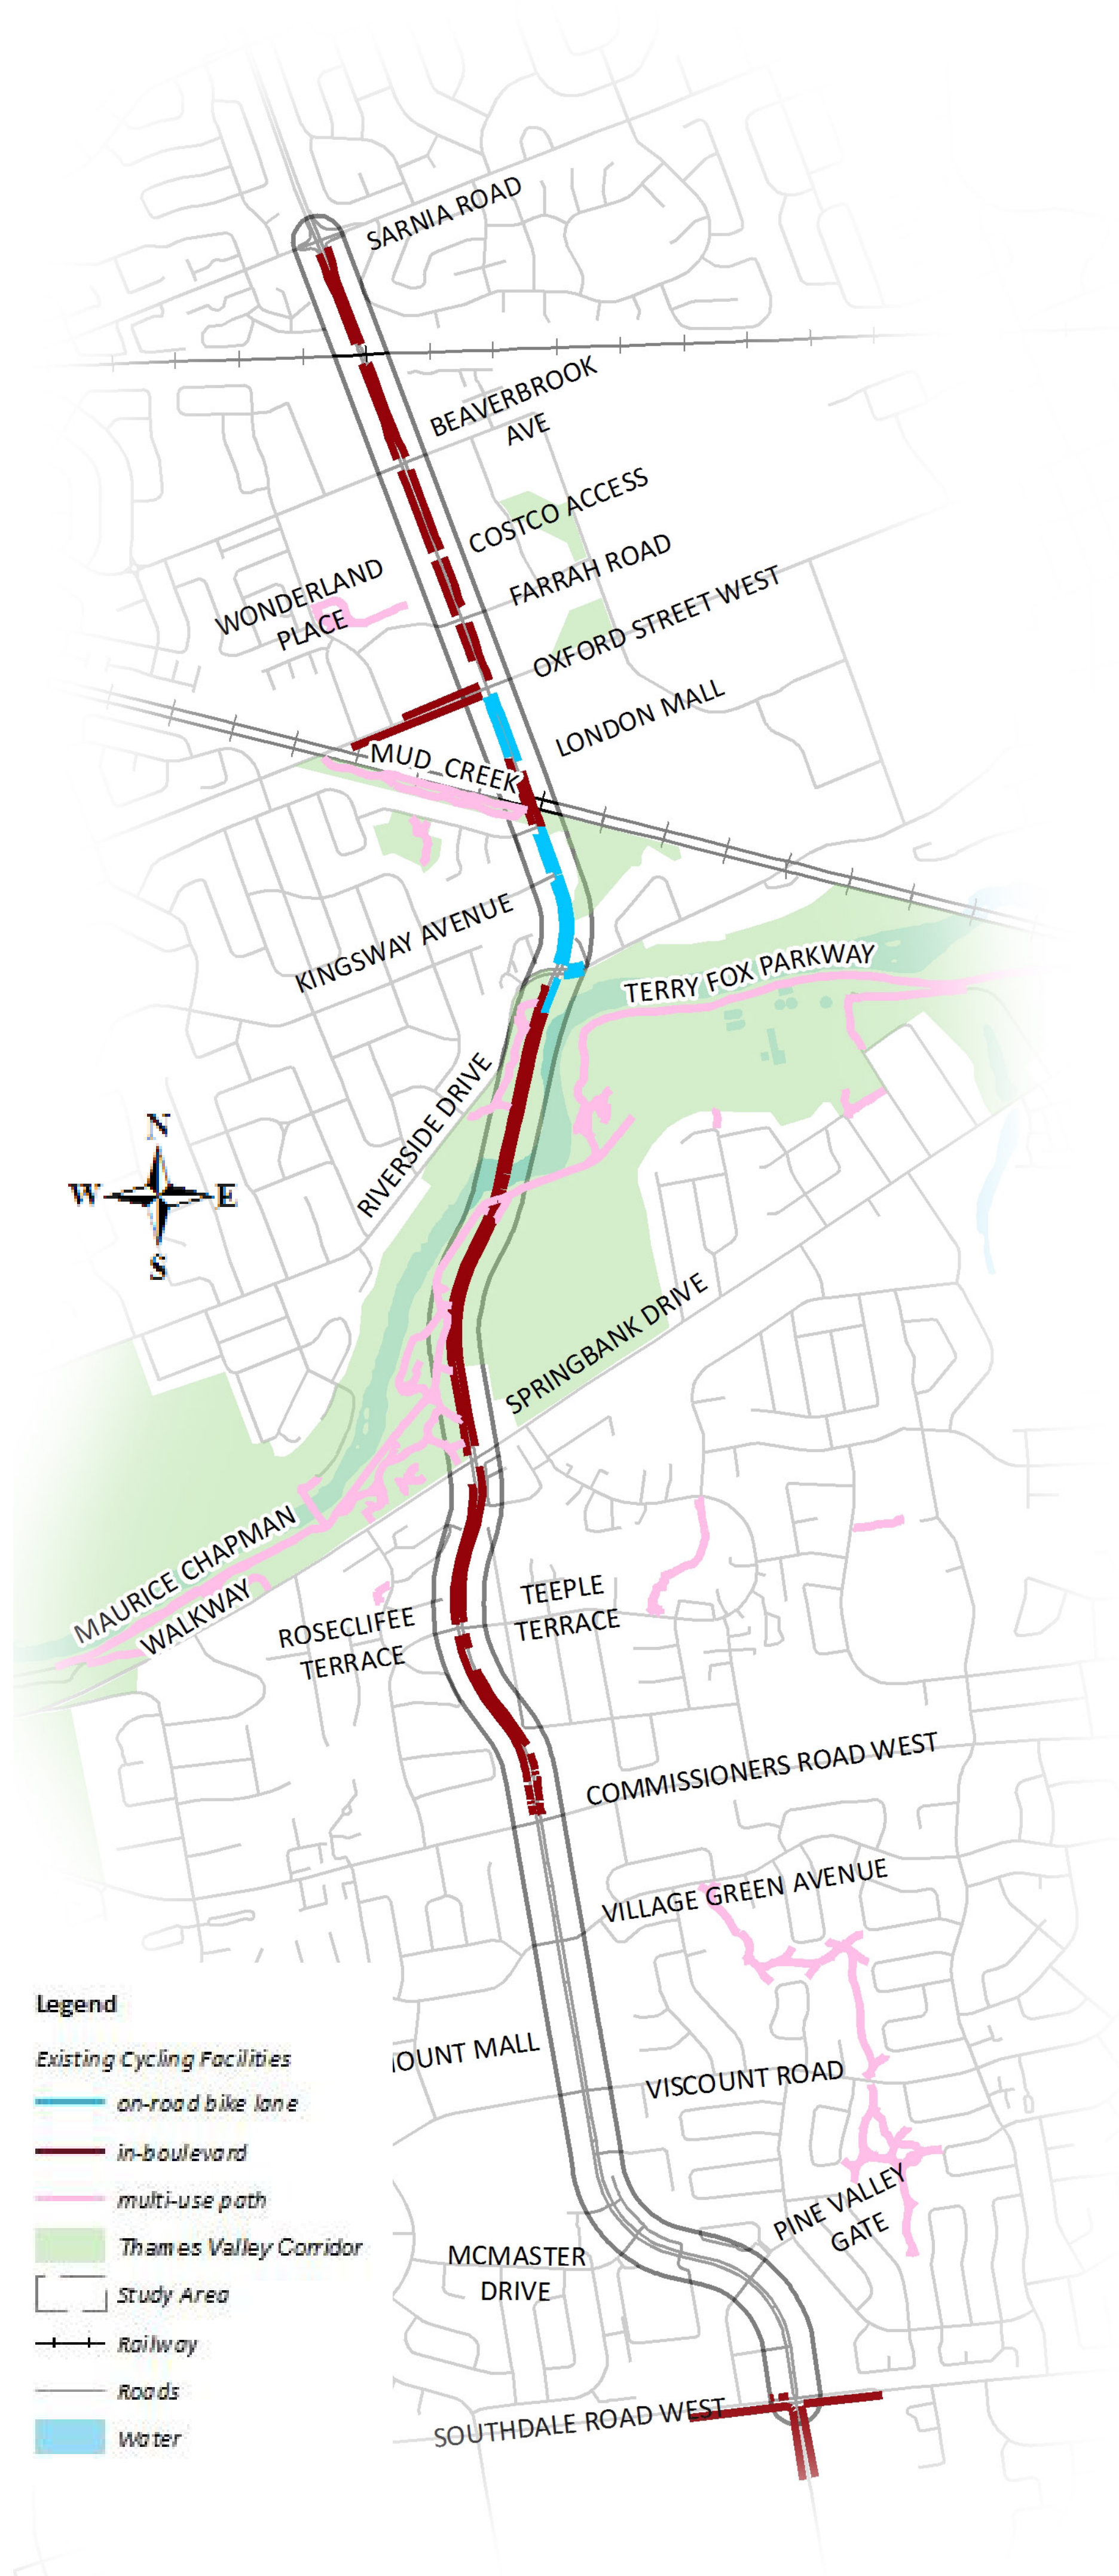 SARNIA ROAD
BEAVERBROOK
AVE
COSTCO ACCESS
FARRAH ROAD
WONDERLAND
PLACE
OXFORD STREET WEST
LONDON MALL
MUD CREEK
KINGSWAY AVENUE
TERRY FOX PARKWAY
RIVERSIDE DRIVE
N
W
E
S
SPRINGBANK DRIVE
MAURICE CHAPMAN
WALKWAY
ROSECLIFEE
TERRACE
TEEPLE
TERRACE
COMMISSIONERS ROAD WEST
VILLAGE GREEN AVENUE
OUNT MALL
VISCOUNT ROAD
PINE VALLEY
GATE
MCMASTER
DRIVE
SOUTHDALE ROAD WEST
Legend
Existing Cycling Facilities
on-road bike lane
in-boulevard
multi-use path
Thames Valley Corridor
Study Area
Railway
Roads
Water